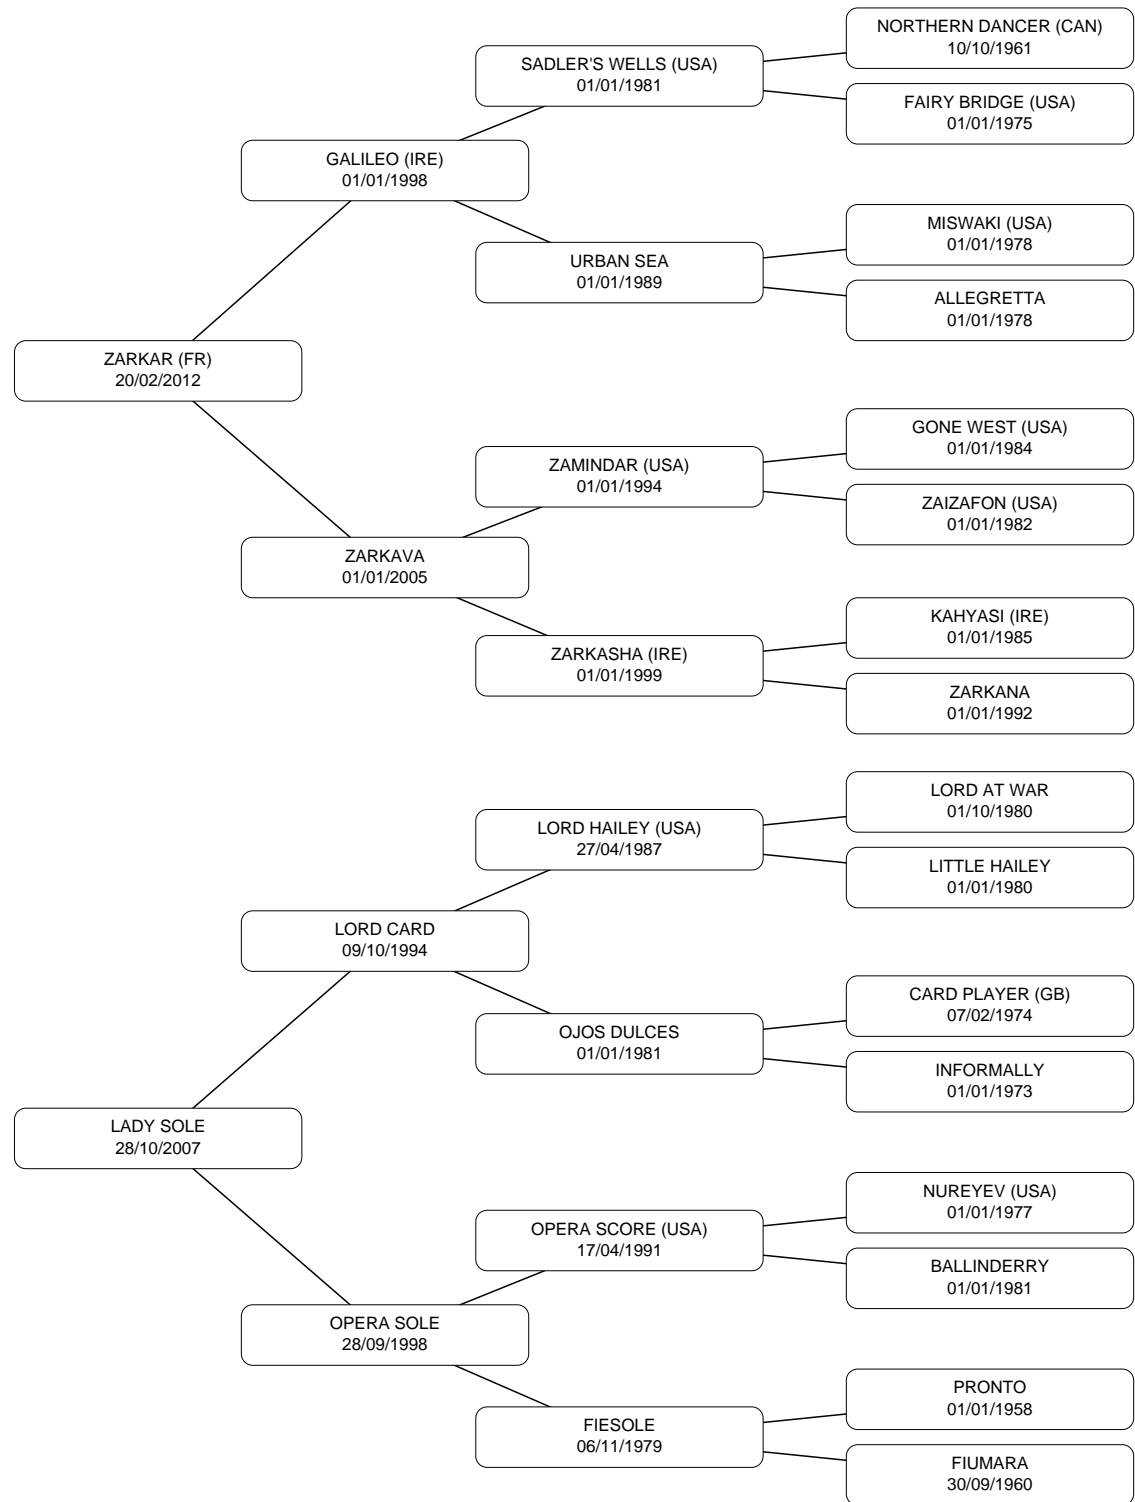 NORTHERN DANCER (CAN)
10/10/1961
SADLER'S WELLS (USA)
01/01/1981
FAIRY BRIDGE (USA)
01/01/1975
GALILEO (IRE)
01/01/1998
MISWAKI (USA)
01/01/1978
URBAN SEA
01/01/1989
ALLEGRETTA
01/01/1978
ZARKAR (FR)
20/02/2012
GONE WEST (USA)
01/01/1984
ZAMINDAR (USA)
01/01/1994
ZAIZAFON (USA)
01/01/1982
ZARKAVA
01/01/2005
KAHYASI (IRE)
01/01/1985
ZARKASHA (IRE)
01/01/1999
ZARKANA
01/01/1992
LORD AT WAR
01/10/1980
LORD HAILEY (USA)
27/04/1987
LITTLE HAILEY
01/01/1980
LORD CARD
09/10/1994
CARD PLAYER (GB)
07/02/1974
OJOS DULCES
01/01/1981
INFORMALLY
01/01/1973
LADY SOLE
28/10/2007
NUREYEV (USA)
01/01/1977
OPERA SCORE (USA)
17/04/1991
BALLINDERRY
01/01/1981
OPERA SOLE
28/09/1998
PRONTO
01/01/1958
FIESOLE
06/11/1979
FIUMARA
30/09/1960